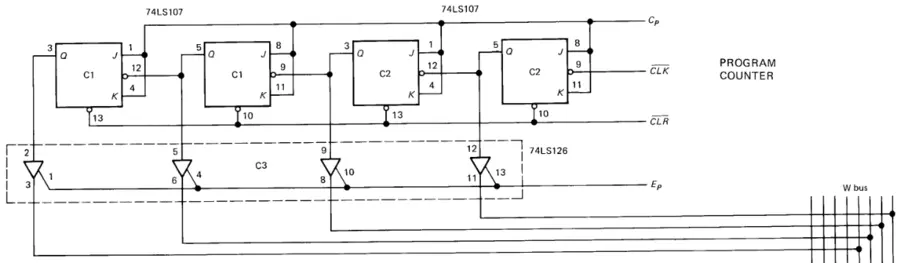 74LS107 74LS107
C_P
3 Q J 1 12 4 K C1 13
5 Q J 8 9 11 K C1 10
3 Q J 1 12 4 K C2 13
5 Q J 8 9 11 K C2 10
CLK
PROGRAM
COUNTER
CLR
2 5 9 12 74LS126
1 4 C3 10 13
3 6 8 11
E_P
W bus